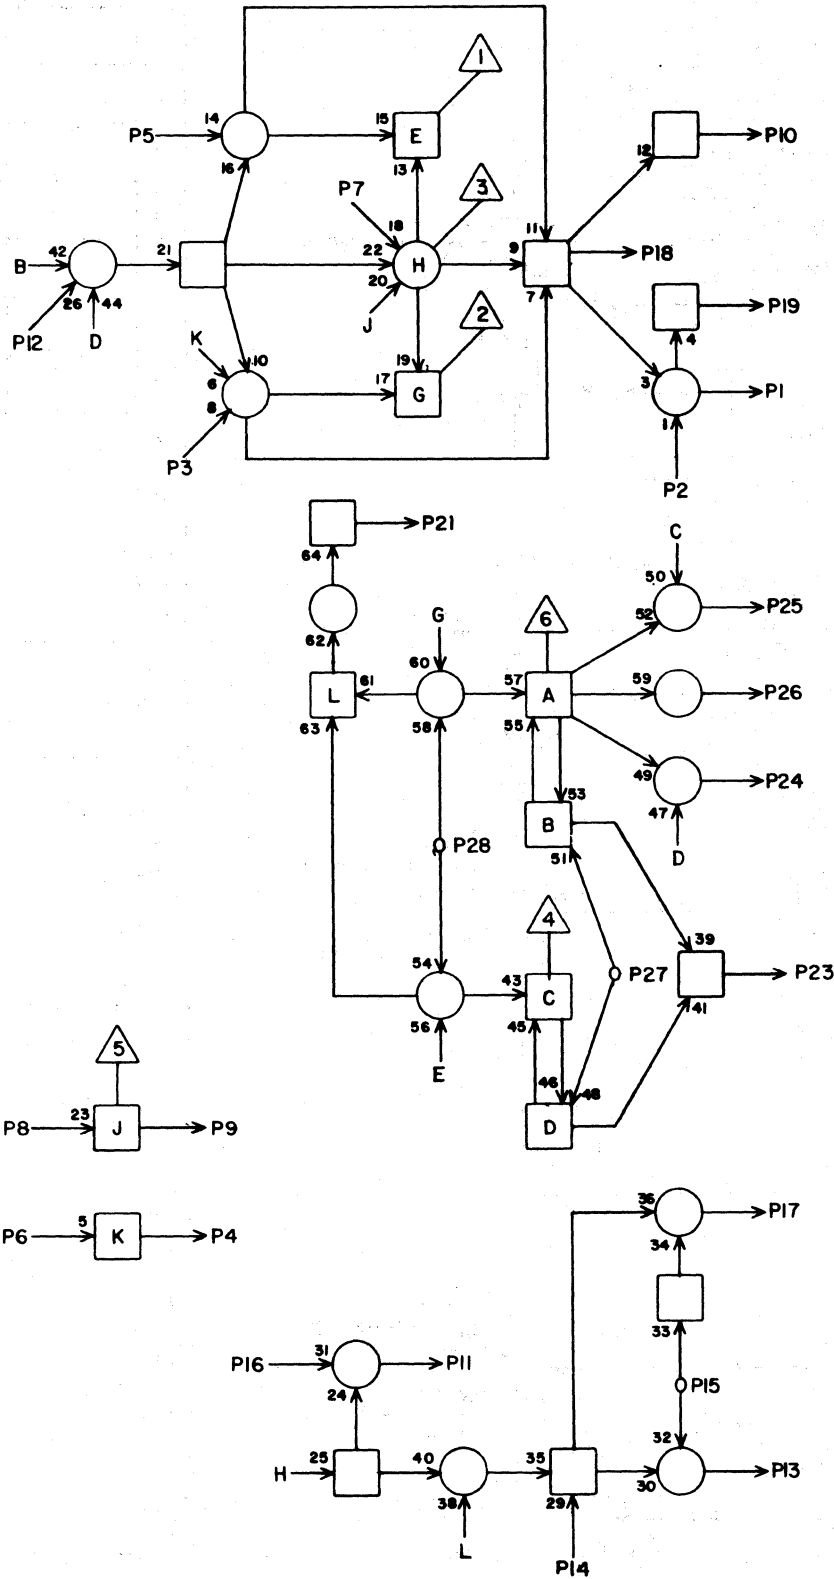 1
P5 14 15 E P10
16 13 12
P7 3
18 11
B 42 21 22 H 9 P18
26 44 20 7
P12 D J 2 P19
K 10 19 4
6 17 G 3 P1
8 1
P3 P2
P21
64 C
50
G 6 52 P25
62
60
L 61 57 A 59 P26
63 58 55
49 P24
53 47
B
P28 51 D
4 39
54 P27 P23
43 C 41
56 45
5 E
46 48
P8 23 J P9 D
36 P17
P6 5 K P4 34
33
P16 31 P11 P15
24
32
H 25 40 35 P13
38 29 30
L P14